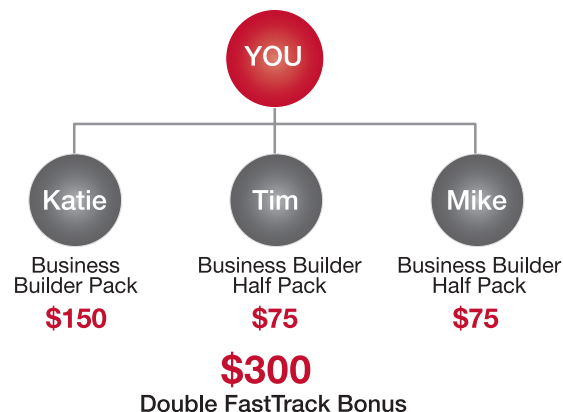 YOU
Katie
Tim
Mike
Business
Builder Pack
$150
Business Builder
Half Pack
$75
Business Builder
Half Pack
$75
$300
Double FastTrack Bonus